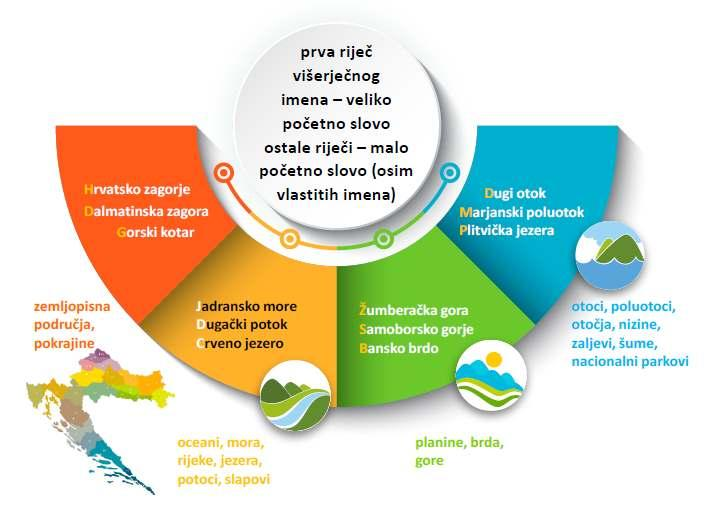 prva riječ
višerječnog
imena – veliko
početno slovo
ostale riječi – malo
početno slovo (osim
vlastitih imena)
Hrvatsko zagorje
Dalmatinska zagora
Gorski kotar
zemljopisna
područja,
pokrajine
Jadransko more
Dugački potok
Crveno jezero
oceani, mora,
rijeke, jezera,
potoci, slapovi
Žumberačka gora
Samoborsko gorje
Bansko brdo
planine, brda,
gore
Dugi otok
Marjanski poluotok
Plitvička jezera
otoci, poluotoci,
otočja, nizine,
zaljevi, šume,
nacionalni parkovi